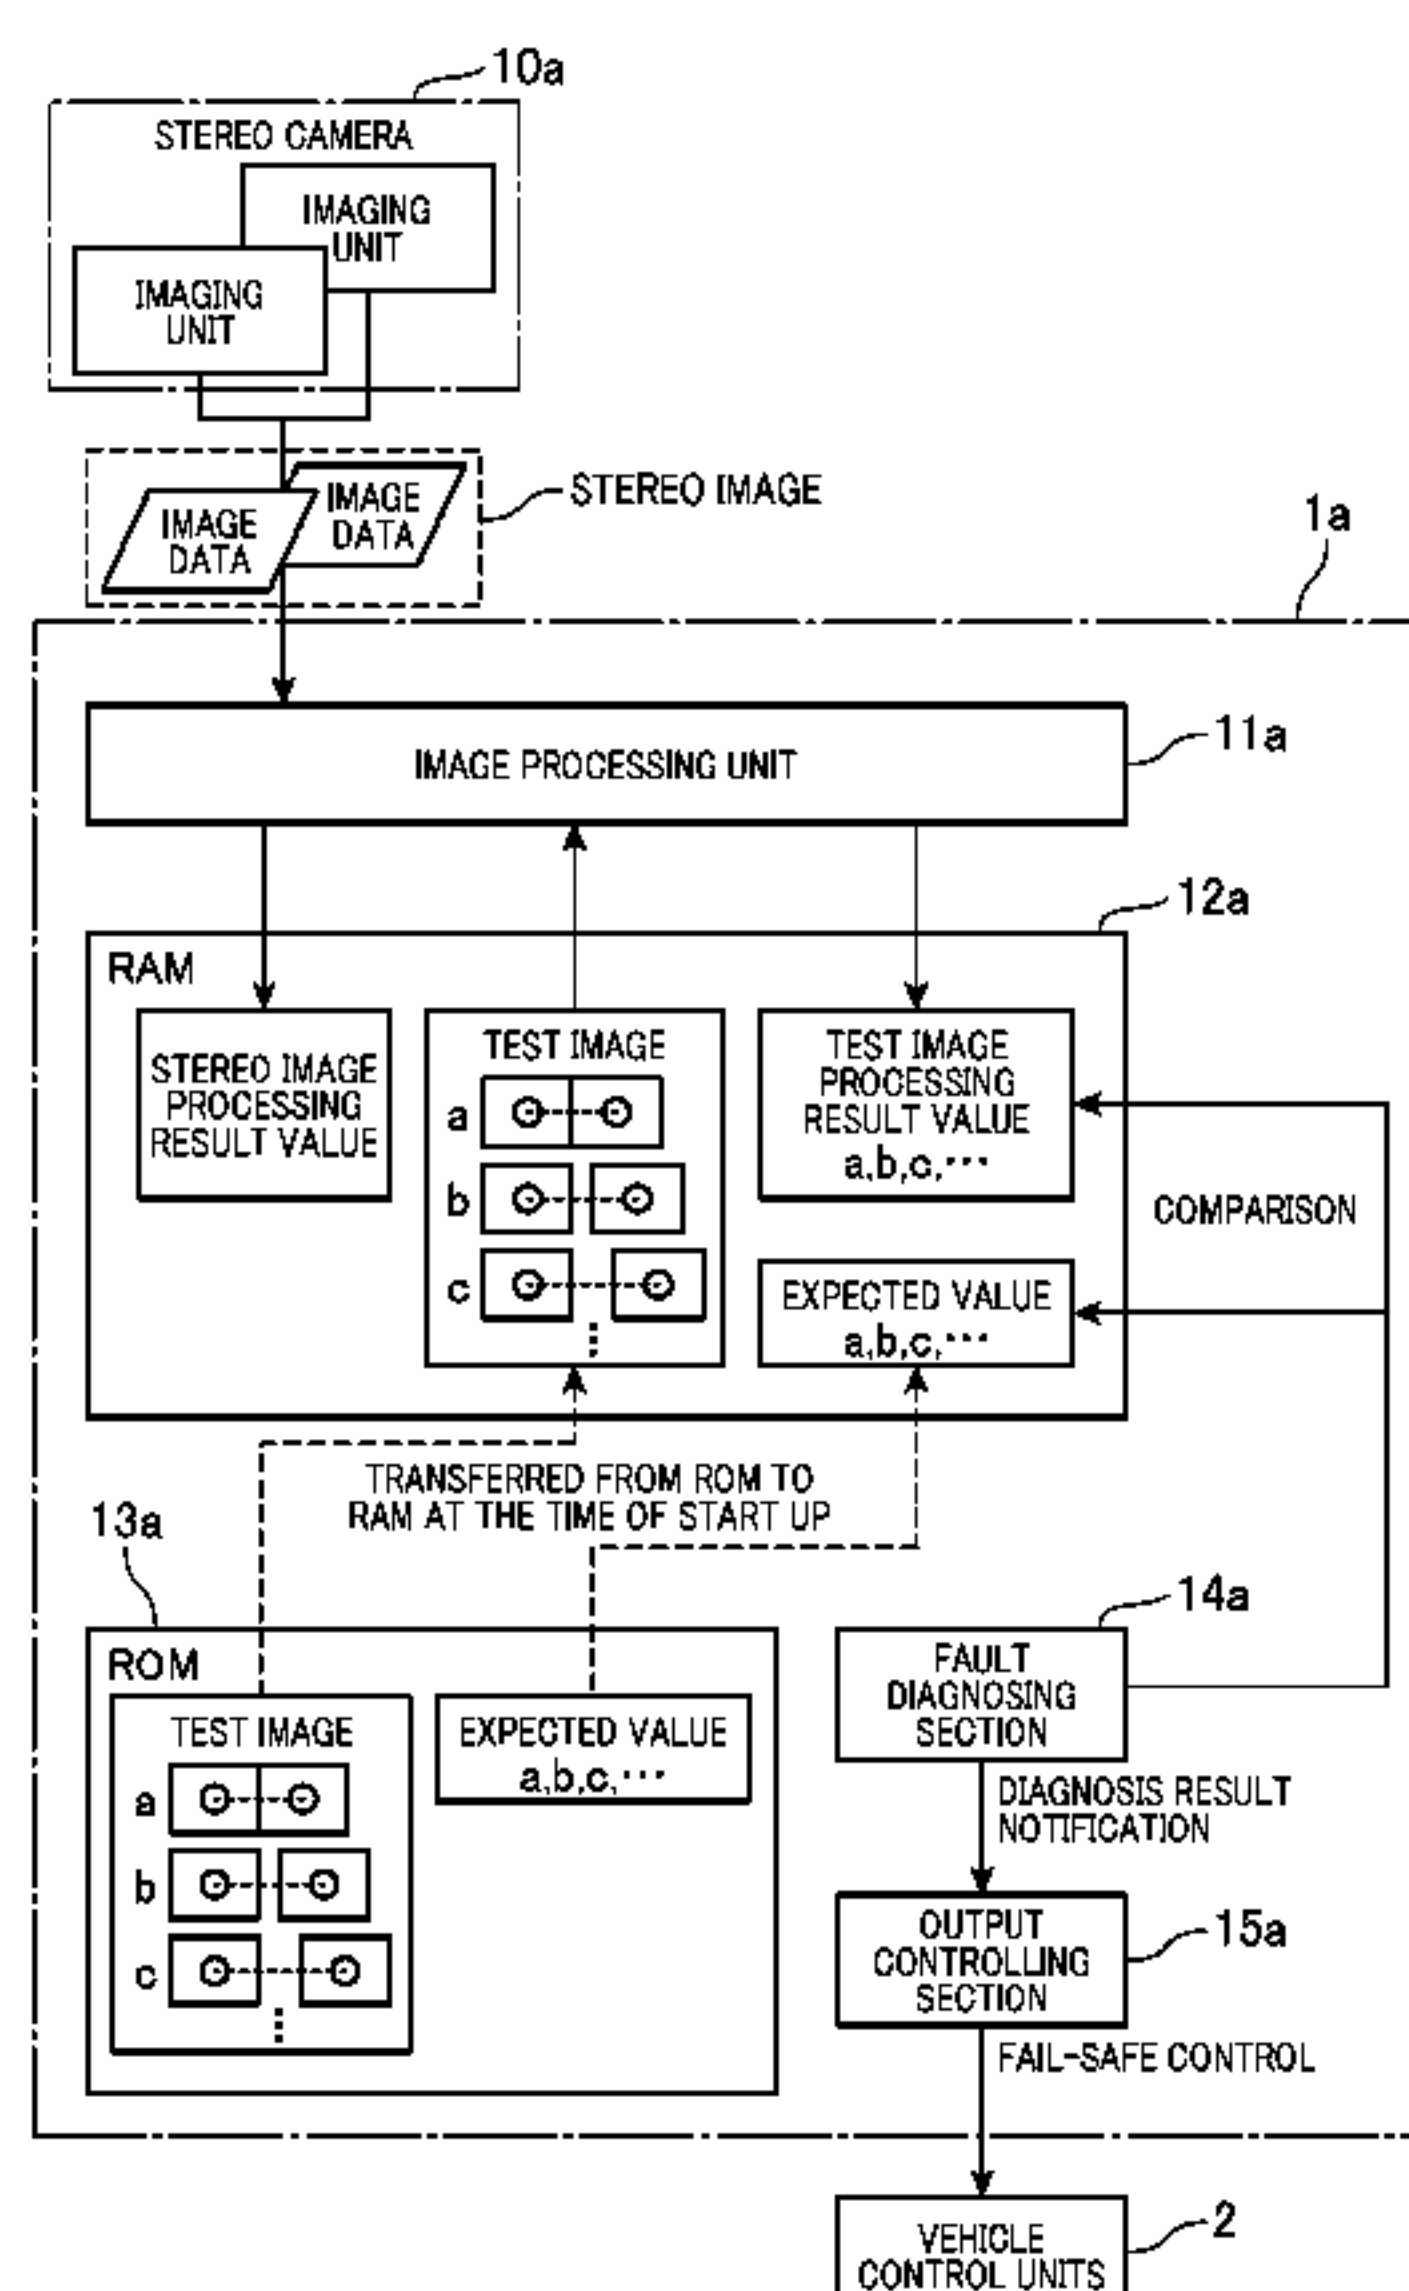 10a
STEREO CAMERA
IMAGING
UNIT
IMAGING
UNIT
IMAGE
DATA
IMAGE
DATA
STEREO IMAGE
1a
IMAGE PROCESSING UNIT
11a
12a
RAM
STEREO IMAGE
PROCESSING
RESULT VALUE
TEST IMAGE
a
b
c
⋮
TEST IMAGE
PROCESSING
RESULT VALUE
a,b,c,⋯
COMPARISON
EXPECTED VALUE
a,b,c,⋯
TRANSFERRED FROM ROM TO
RAM AT THE TIME OF START UP
13a
ROM
TEST IMAGE
a
b
c
⋮
EXPECTED VALUE
a,b,c,⋯
14a
FAULT
DIAGNOSING
SECTION
DIAGNOSIS RESULT
NOTIFICATION
OUTPUT
CONTROLLING
SECTION
15a
FAIL-SAFE CONTROL
VEHICLE
CONTROL UNITS
2